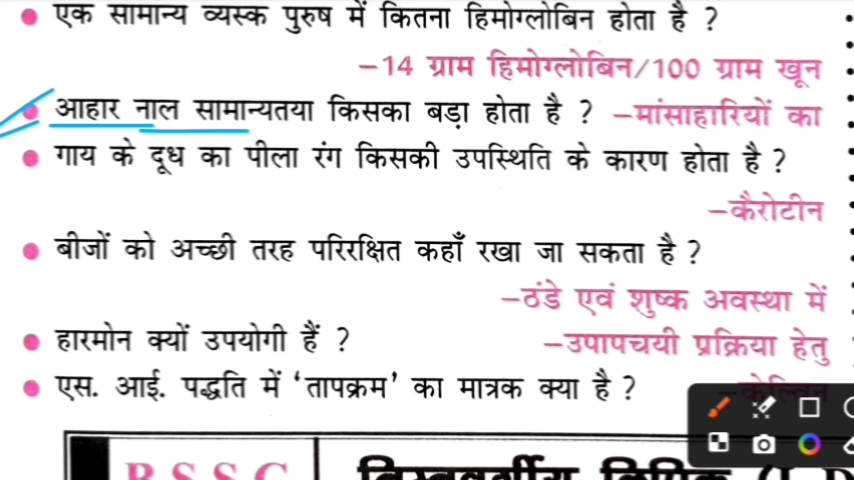 एक सामान्य व्यस्क पुरुष में कितना हिमोग्लोबिन होता है ?
–14 ग्राम हिमोग्लोबिन/100 ग्राम खून
आहार नाल सामान्यतया किसका बड़ा होता है ? –मांसाहारियों का
गाय के दूध का पीला रंग किसकी उपस्थिति के कारण होता है ?
–कैरोटीन
बीजों को अच्छी तरह परिरक्षित कहाँ रखा जा सकता है ?
–ठंडे एवं शुष्क अवस्था में
हारमोन क्यों उपयोगी हैं ? –उपापचयी प्रक्रिया हेतु
एस. आई. पद्धति में ‘तापक्रम’ का मात्रक क्या है ? –केल्विन